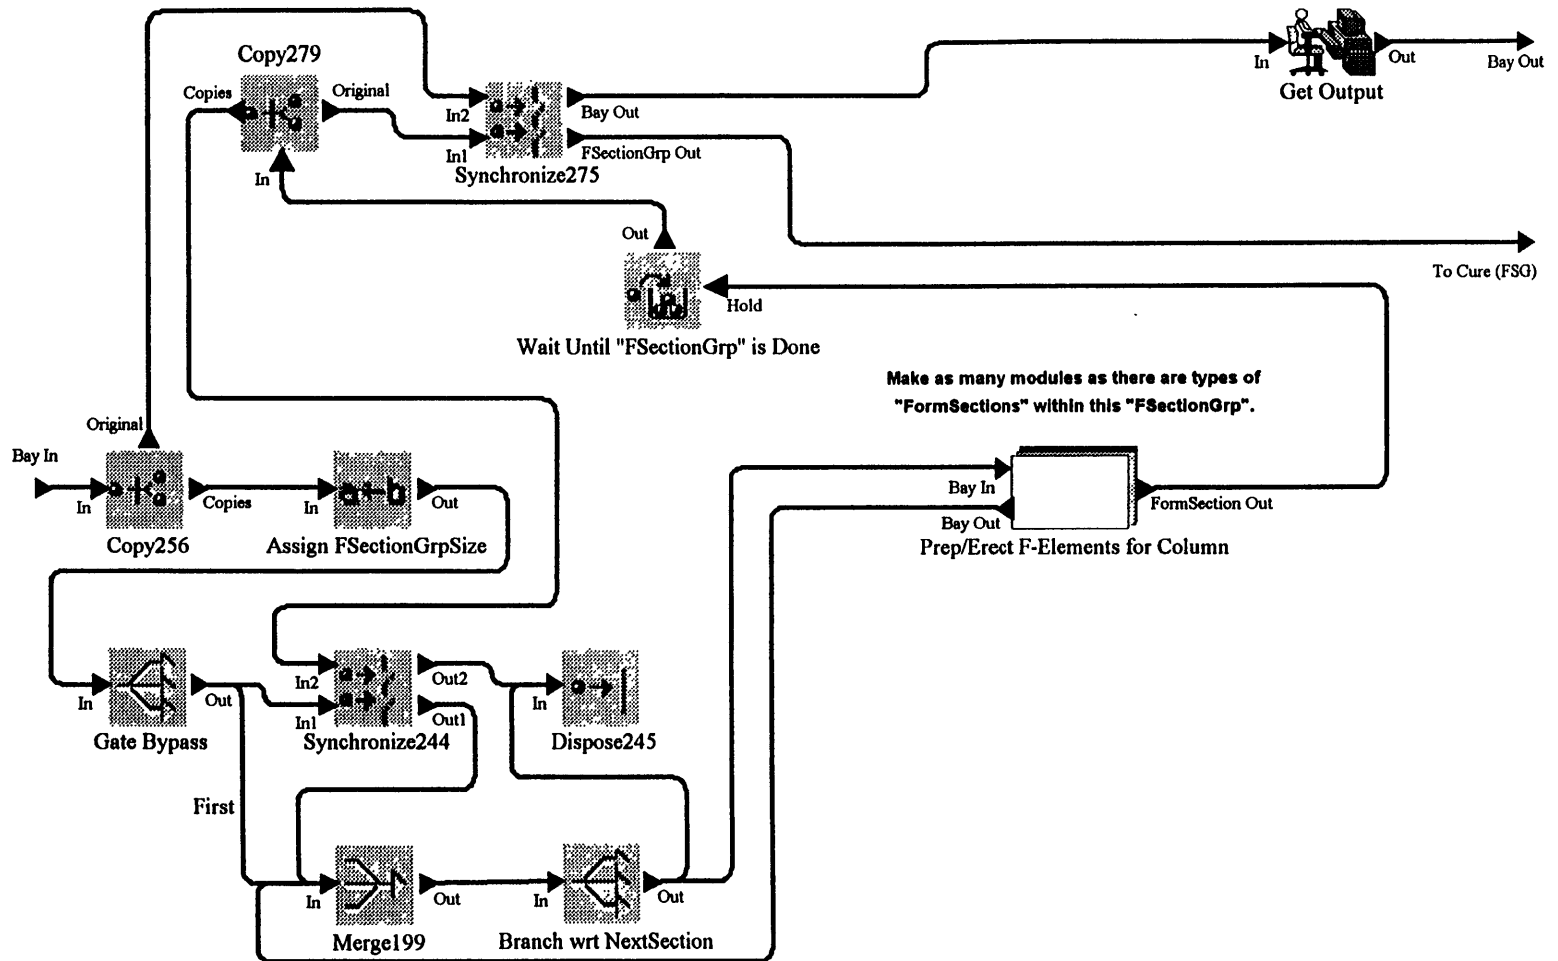 Copy279
Copies
Original
In
In2
In1
Bay Out
FSectionGrp Out
Synchronize275
In
Out
Bay Out
Get Output
To Cure (FSG)
Out
Hold
Wait Until "FSectionGrp" is Done
Make as many modules as there are types of
"FormSections" within this "FSectionGrp".
Original
Bay In
In
Copies
Copy256
In
Out
Assign FSectionGrpSize
Bay In
Bay Out
FormSection Out
Prep/Erect F-Elements for Column
In
Out
Gate Bypass
In2
In1
Out2
Out1
Synchronize244
In
Dispose245
First
In
Out
Merge199
In
Out
Branch wrt NextSection